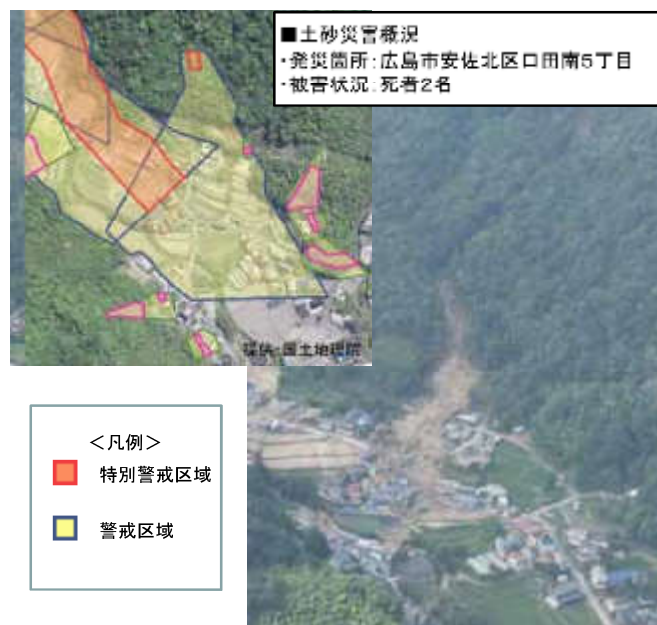 ■土砂災害概況
・発災箇所:広島市安佐北区口田南5丁目
・被害状況:死者2名
提供:国土地理院
<凡例>
特別警戒区域
警戒区域